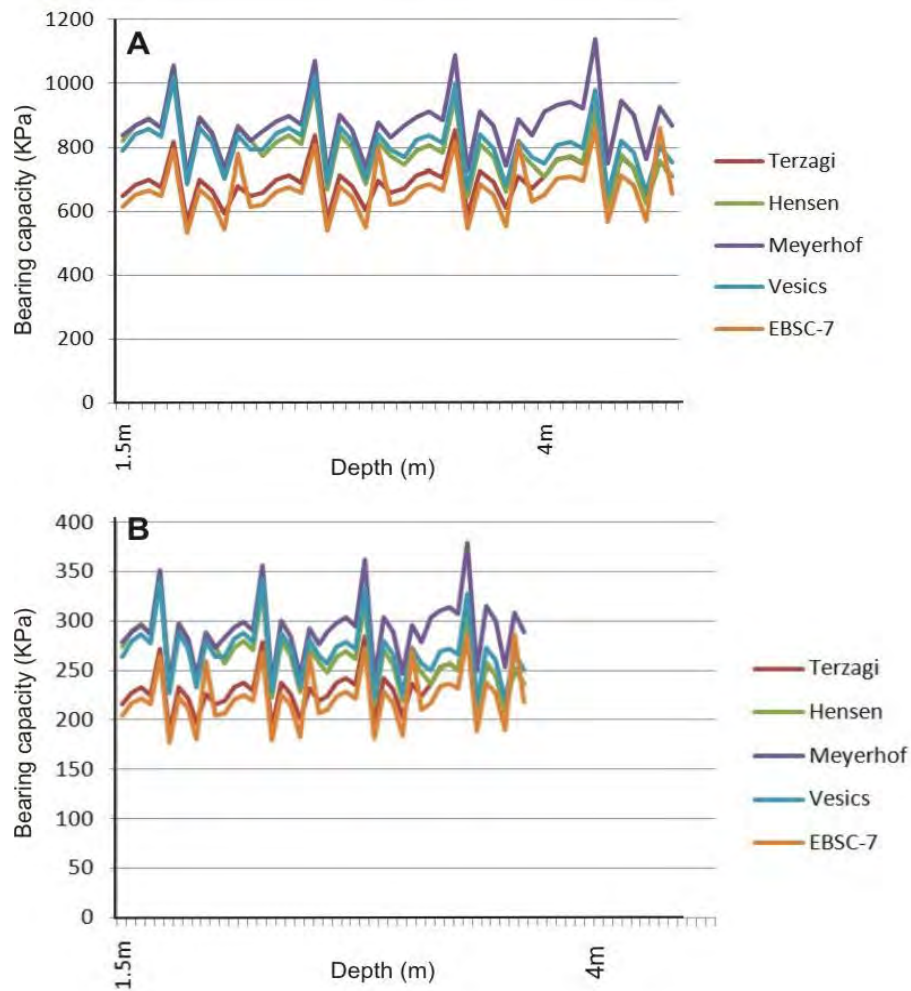 A
Bearing capacity (KPa)
1200
1000
800
600
400
200
0
1.5m
4m
Depth (m)
Terzagi
Hensen
Meyerhof
Vesics
EBSC-7
B
Bearing capacity (KPa)
400
350
300
250
200
150
100
50
0
1.5m
4m
Depth (m)
Terzagi
Hensen
Meyerhof
Vesics
EBSC-7